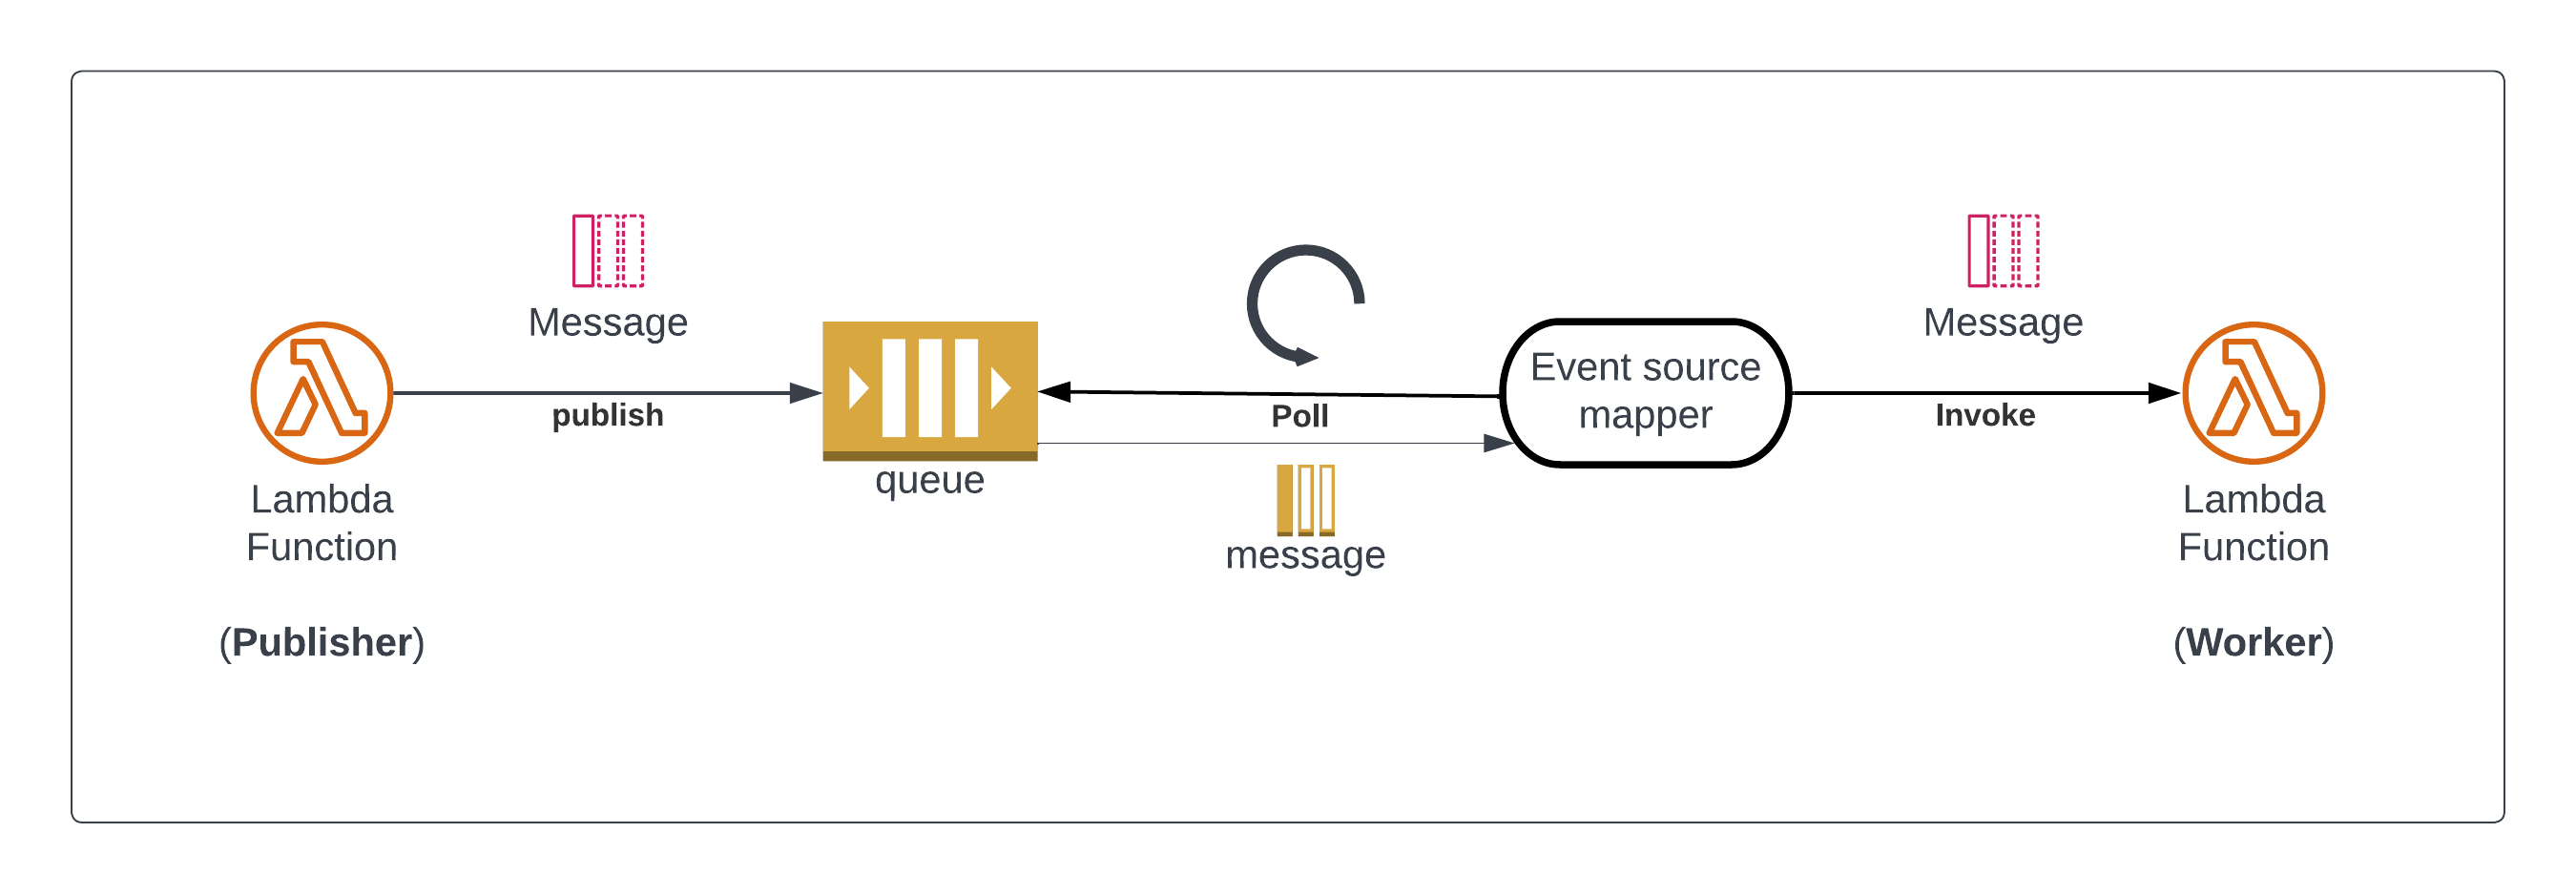 Message
publish
Lambda
Function
(Publisher)
queue
Poll
message
Event source
mapper
Message
Invoke
Lambda
Function
(Worker)